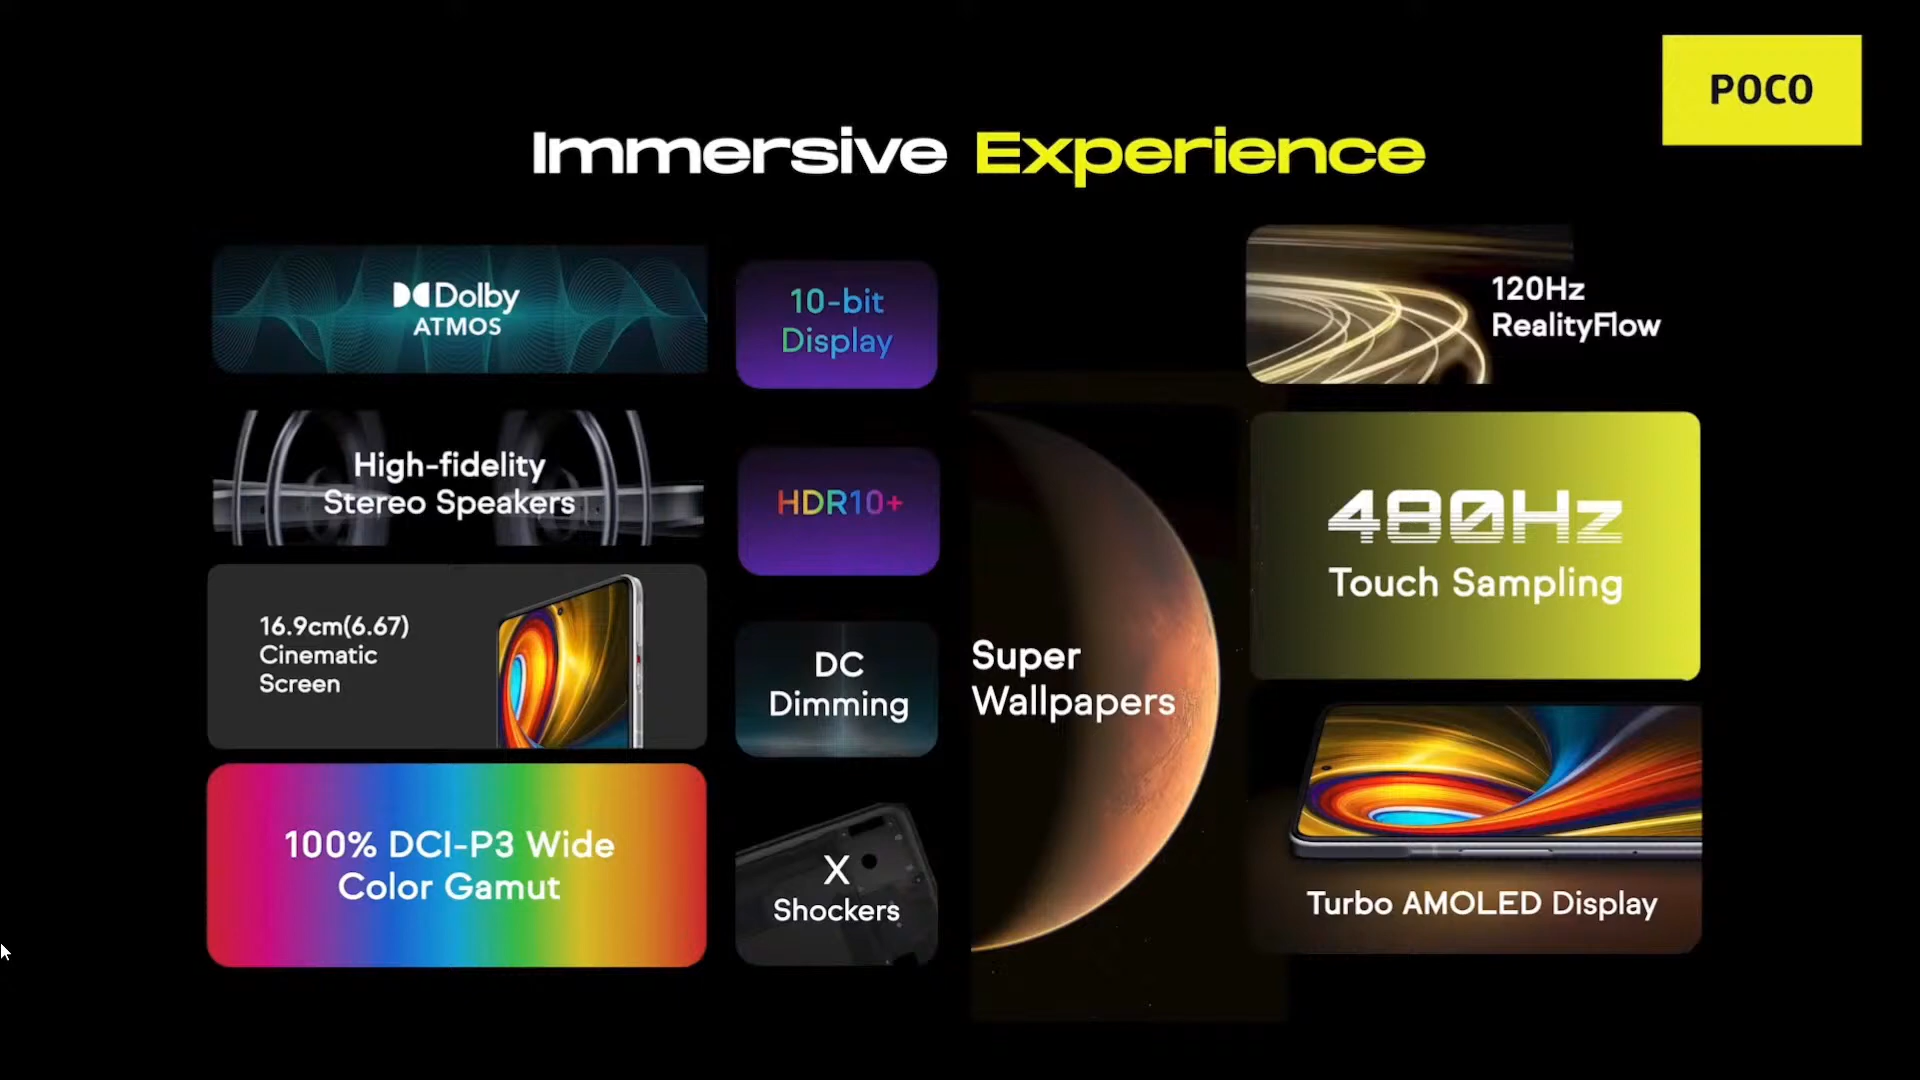 POCO
Immersive Experience
Dolby
ATMOS
High-fidelity
Stereo Speakers
16.9cm(6.67)
Cinematic
Screen
100% DCI-P3 Wide
Color Gamut
10-bit
Display
HDR10+
DC
Dimming
X
Shockers
Super
Wallpapers
120Hz
RealityFlow
480Hz
Touch Sampling
Turbo AMOLED Display